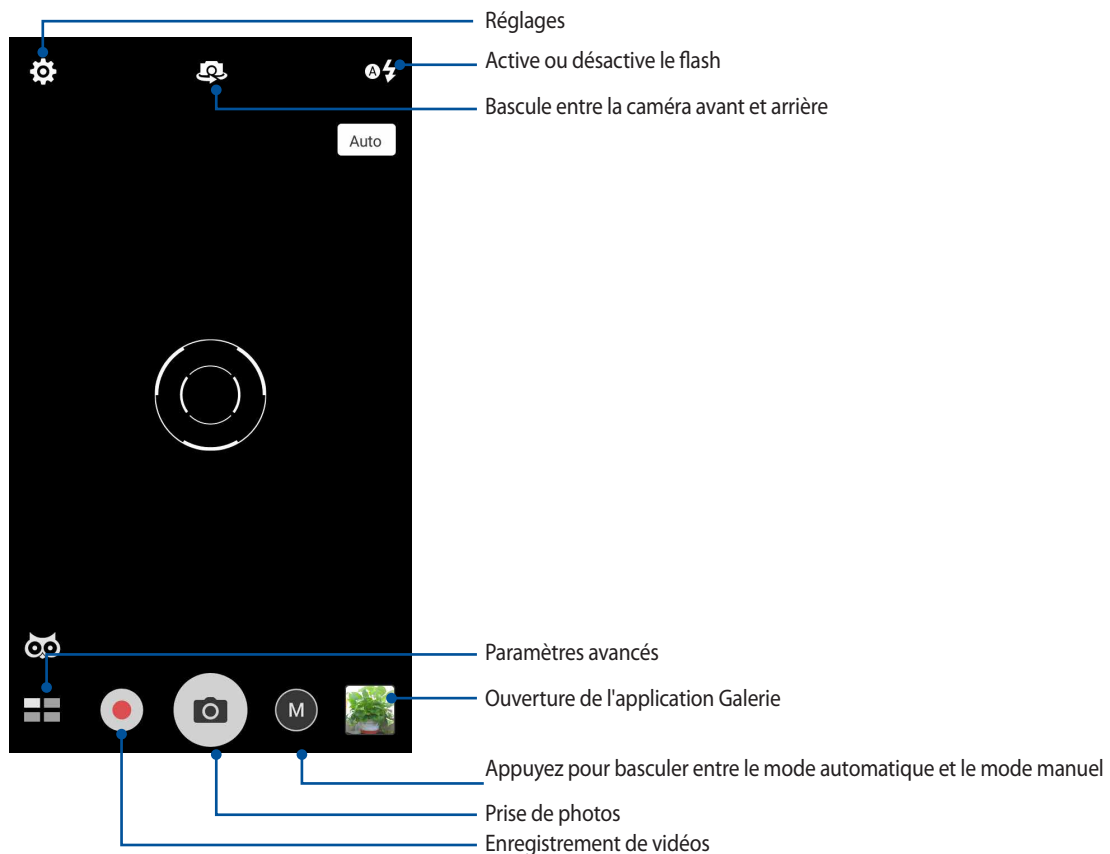 Réglages
Active ou désactive le flash
A
Bascule entre la caméra avant et arrière
Auto
Paramètres avancés
Ouverture de l'application Galerie
M
Appuyez pour basculer entre le mode automatique et le mode manuel
Prise de photos
Enregistrement de vidéos